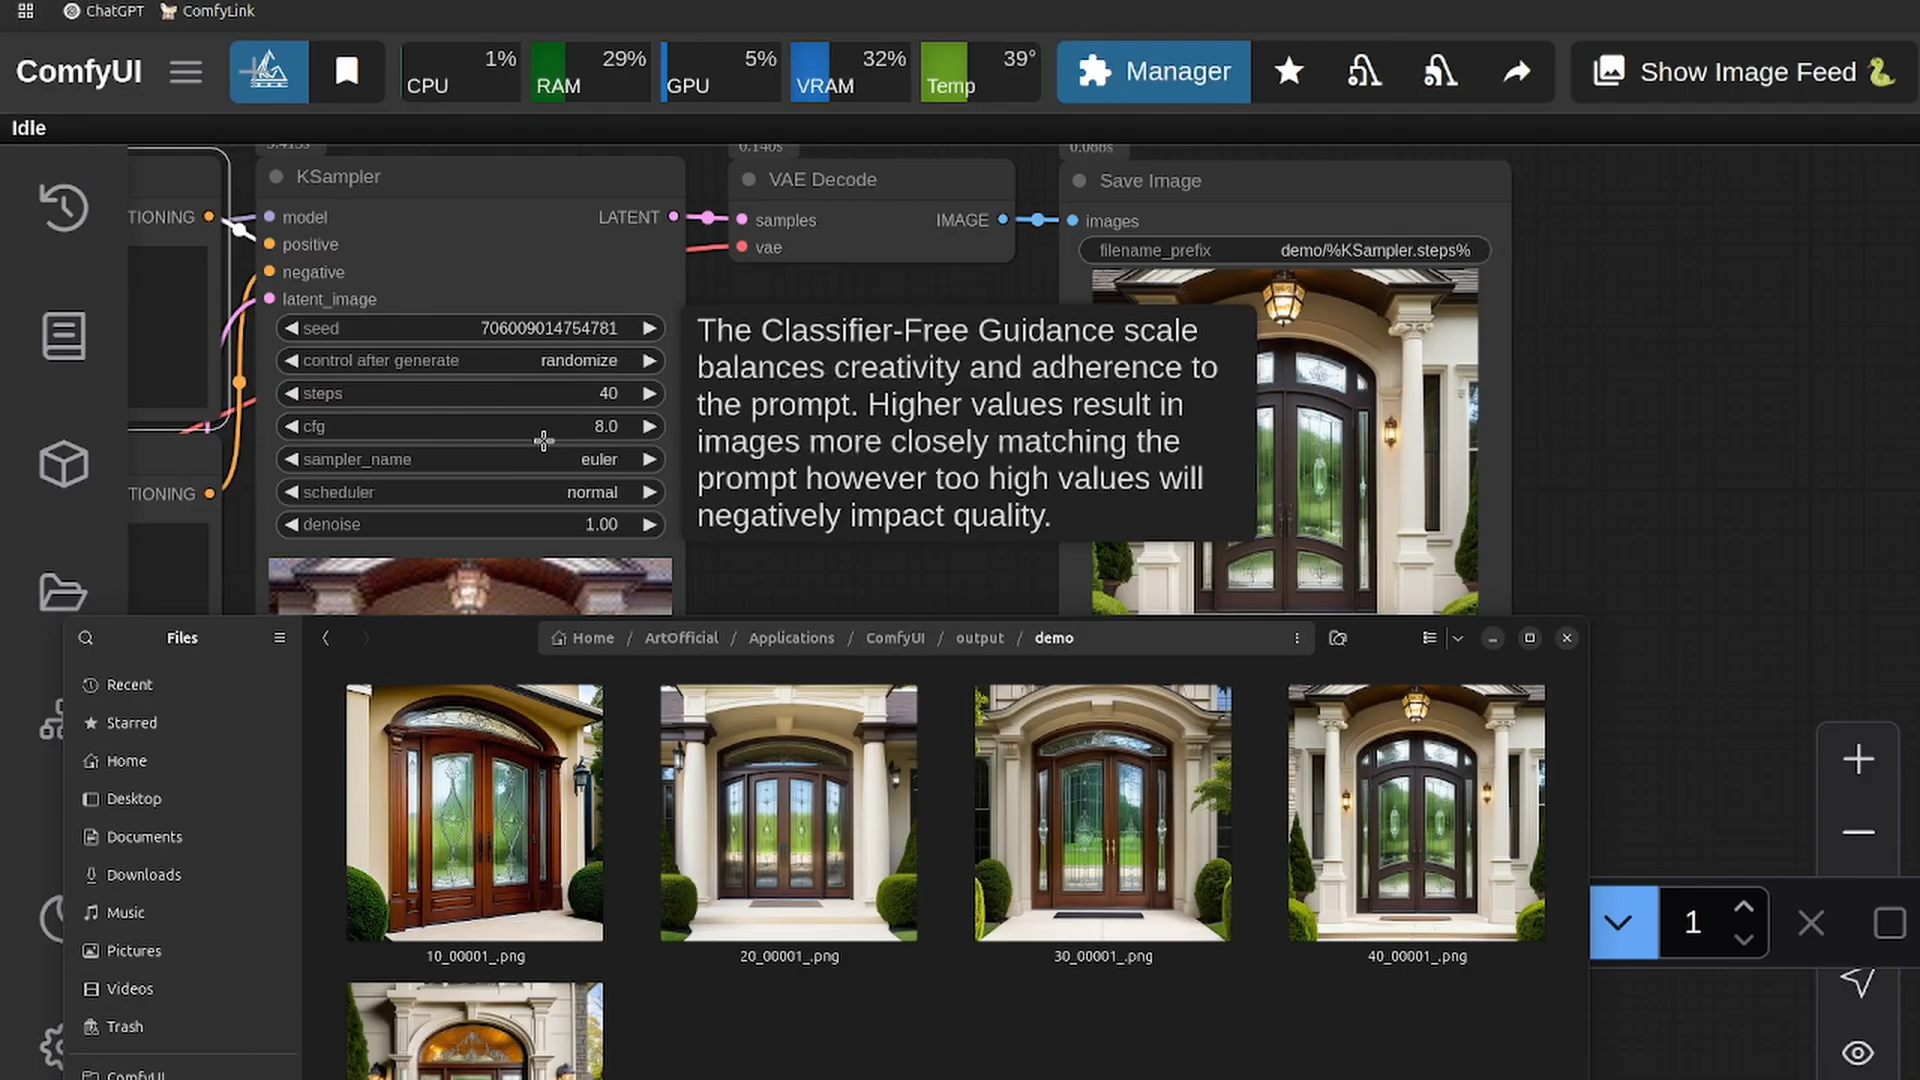 ChatGPT ComfyLink
ComfyUI
1%
CPU
29%
RAM
5%
GPU
32%
VRAM
39°
Temp
Manager
Show Image Feed
Idle
0.140s
TIONING
TIONING
KSampler
model
LATENT
positive
negative
latent_image
seed 706009014754781
control after generate randomize
steps 40
cfg 8.0
sampler_name euler
scheduler normal
denoise 1.00
VAE Decode
samples IMAGE
vae
Save Image
images
filename_prefix demo/%KSampler.steps%
The Classifier-Free Guidance scale
balances creativity and adherence to
the prompt. Higher values result in
images more closely matching the
prompt however too high values will
negatively impact quality.
Files
Home / ArtOfficial / Applications / ComfyUI / output / demo
Recent
Starred
Home
Desktop
Documents
Downloads
Music
Pictures
Videos
Trash
ComfyUI
10_00001_.png
20_00001_.png
30_00001_.png
40_00001_.png
1